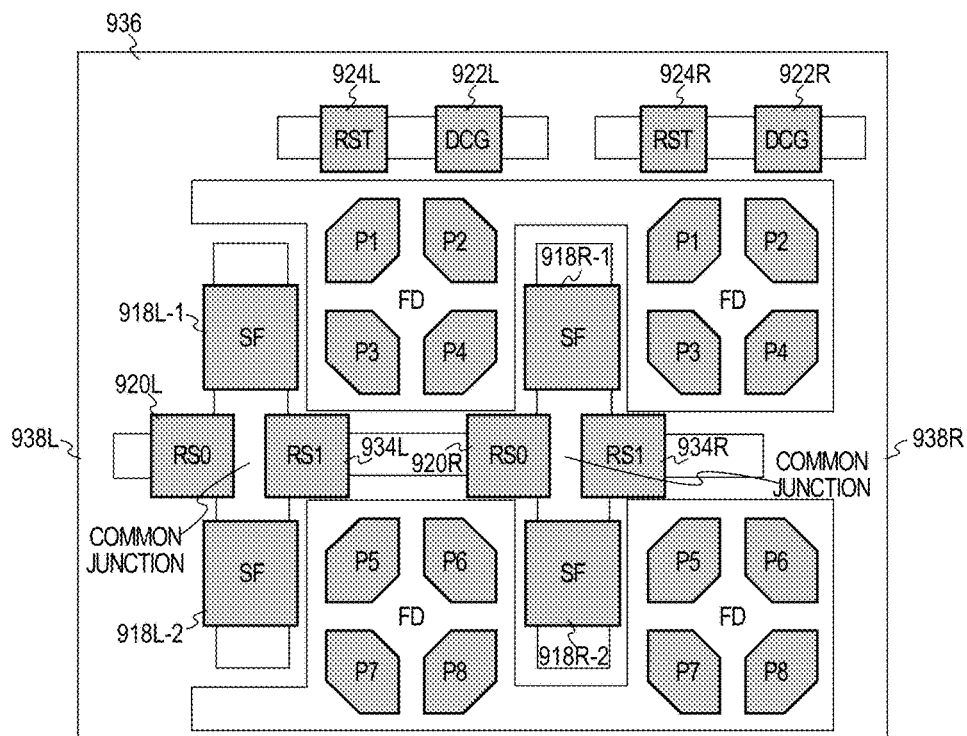 936
924L 922L 924R 922R
RST DCG RST DCG
P1 P2 P1 P2
918R-1
FD FD
918L-1 SF SF
P3 P4 P3 P4
920L
938L RS0 RS1 934L 920R RS0 RS1 934R 938R
COMMON
JUNCTION
COMMON
JUNCTION
P5 P6 P5 P6
SF SF
FD FD
918L-2 918R-2
P7 P8 P7 P8